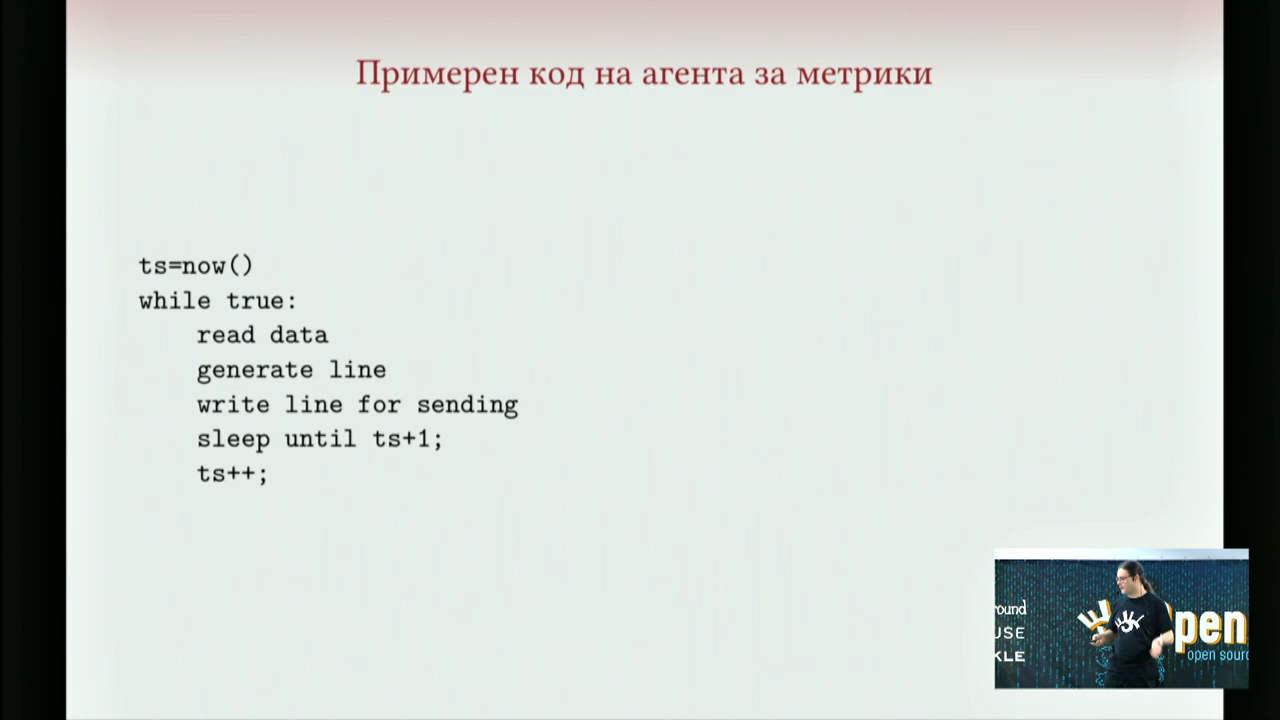 Примерен код на агента за метрики
ts=now()
while true:
read data
generate line
write line for sending
sleep until ts+1;
ts++;
open sourc